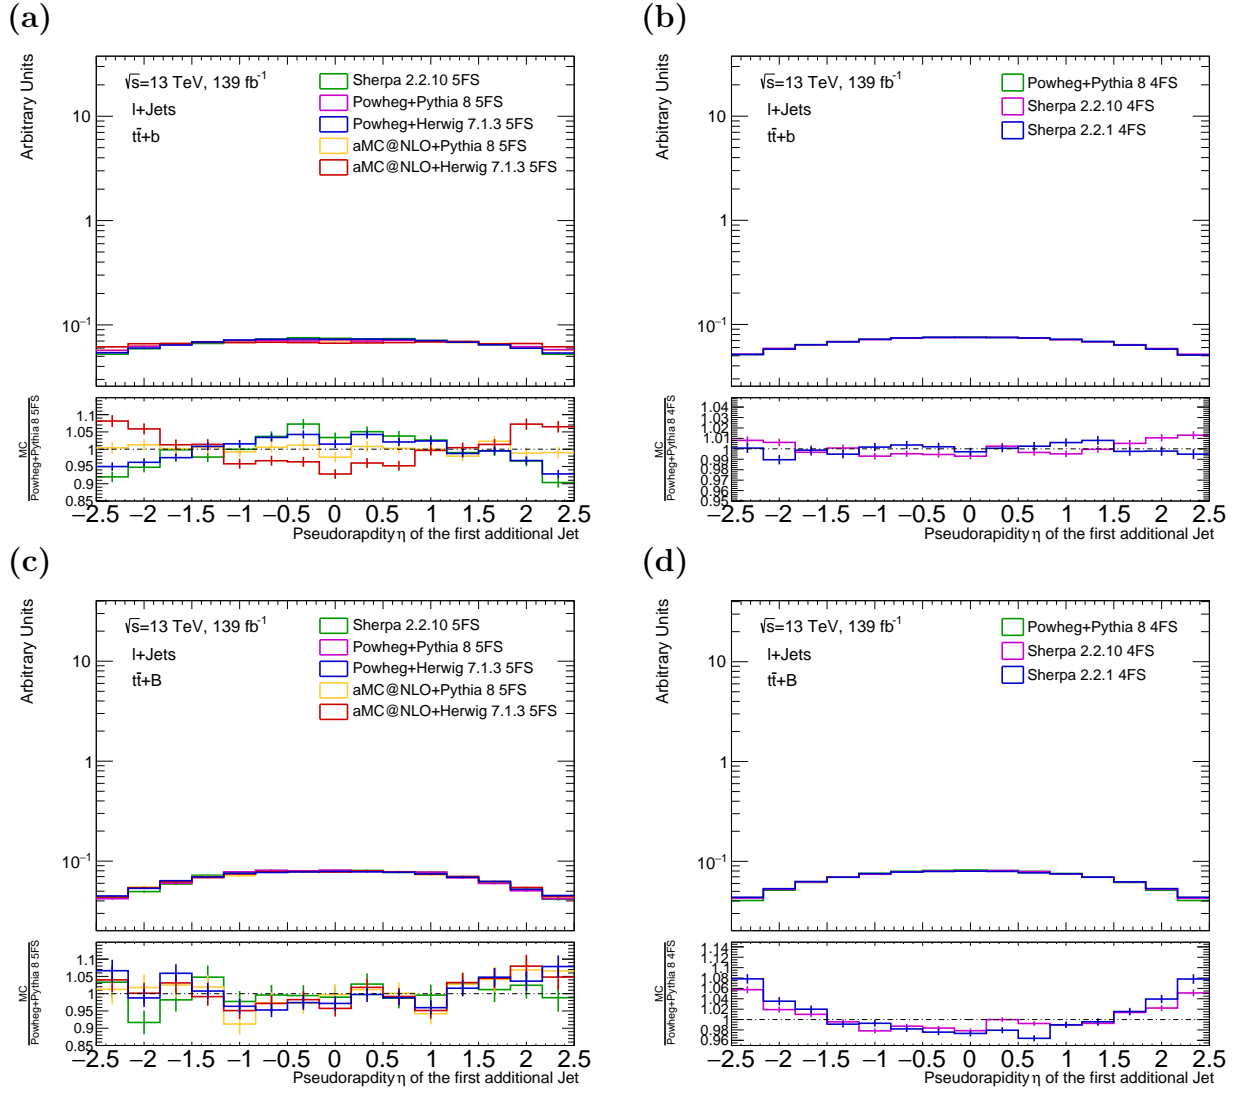 (a)
Arbitrary Units
√s=13 TeV, 139 fb⁻¹
l+Jets
tt̄+b
Sherpa 2.2.10 5FS
Powheg+Pythia 8 5FS
Powheg+Herwig 7.1.3 5FS
aMC@NLO+Pythia 8 5FS
aMC@NLO+Herwig 7.1.3 5FS
10
1
10⁻¹
MC
Powheg+Pythia 8 5FS
1.1
1.05
1
0.95
0.9
0.85
−2.5 −2 −1.5 −1 −0.5 0 0.5 1 1.5 2 2.5
Pseudorapdity η of the first additional Jet
(b)
Arbitrary Units
√s=13 TeV, 139 fb⁻¹
l+Jets
tt̄+b
Powheg+Pythia 8 4FS
Sherpa 2.2.10 4FS
Sherpa 2.2.1 4FS
10
1
10⁻¹
MC
Powheg+Pythia 8 4FS
1.04
1.03
1.02
1.01
1
0.99
0.98
0.97
0.96
0.95
−2.5 −2 −1.5 −1 −0.5 0 0.5 1 1.5 2 2.5
Pseudorapidity η of the first additional Jet
(c)
Arbitrary Units
√s=13 TeV, 139 fb⁻¹
l+Jets
tt̄+B
Sherpa 2.2.10 5FS
Powheg+Pythia 8 5FS
Powheg+Herwig 7.1.3 5FS
aMC@NLO+Pythia 8 5FS
aMC@NLO+Herwig 7.1.3 5FS
10
1
10⁻¹
MC
Powheg+Pythia 8 5FS
1.1
1.05
1
0.95
0.9
0.85
−2.5 −2 −1.5 −1 −0.5 0 0.5 1 1.5 2 2.5
Pseudorapdity η of the first additional Jet
(d)
Arbitrary Units
√s=13 TeV, 139 fb⁻¹
l+Jets
tt̄+B
Powheg+Pythia 8 4FS
Sherpa 2.2.10 4FS
Sherpa 2.2.1 4FS
10
1
10⁻¹
MC
Powheg+Pythia 8 4FS
1.14
1.12
1.1
1.08
1.06
1.04
1.02
1
0.98
0.96
−2.5 −2 −1.5 −1 −0.5 0 0.5 1 1.5 2 2.5
Pseudorapidity η of the first additional Jet